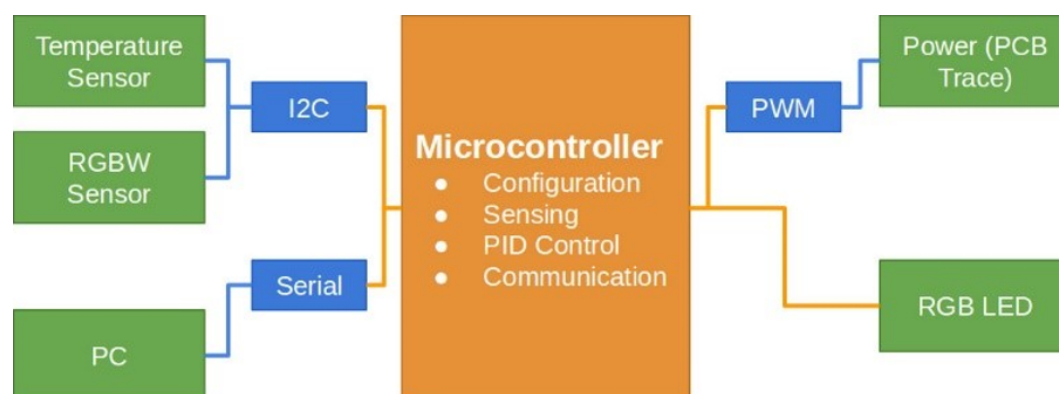 Temperature
Sensor
RGBW
Sensor
PC
I2C
Serial
Microcontroller
● Configuration
● Sensing
● PID Control
● Communication
PWM
Power (PCB
Trace)
RGB LED